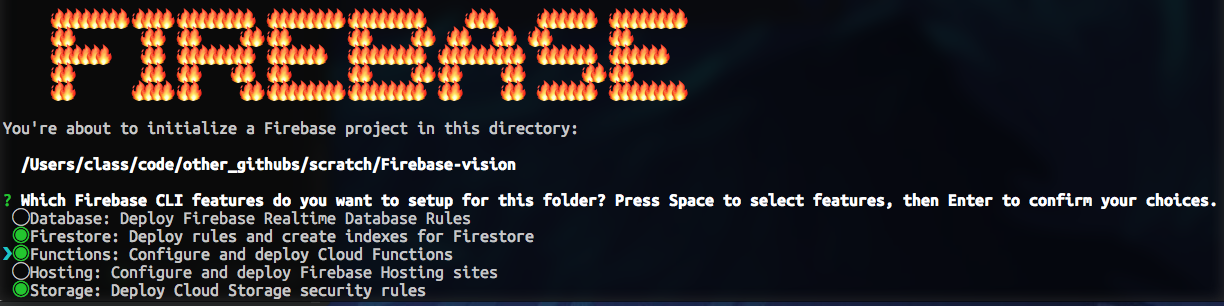 FIREBASE
You're about to initialize a Firebase project in this directory:
/Users/class/code/other_githubs/scratch/Firebase-vision
? Which Firebase CLI features do you want to setup for this folder? Press Space to select features, then Enter to confirm your choices.
◯Database: Deploy Firebase Realtime Database Rules
◉Firestore: Deploy rules and create indexes for Firestore
❯◉Functions: Configure and deploy Cloud Functions
◯Hosting: Configure and deploy Firebase Hosting sites
◉Storage: Deploy Cloud Storage security rules